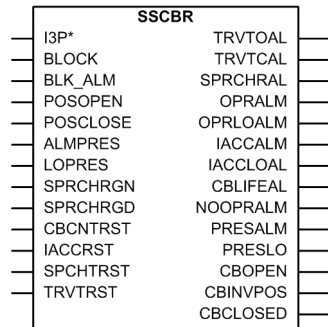 SSCBR
I3P* TRVTOAL
BLOCK TRVTCAL
BLK_ALM SPRCHRAL
POSOPEN OPRALM
POSCLOSE OPRLOALM
ALMPRES IACCALM
LOPRES IACCLOAL
SPRCHRGN CBLIFEAL
SPRCHRGD NOOPRALM
CBCNTRST PRESALM
IACCRST PRESLO
SPCHTRST CBOPEN
TRVTRST CBINVPOS
CBCLOSED